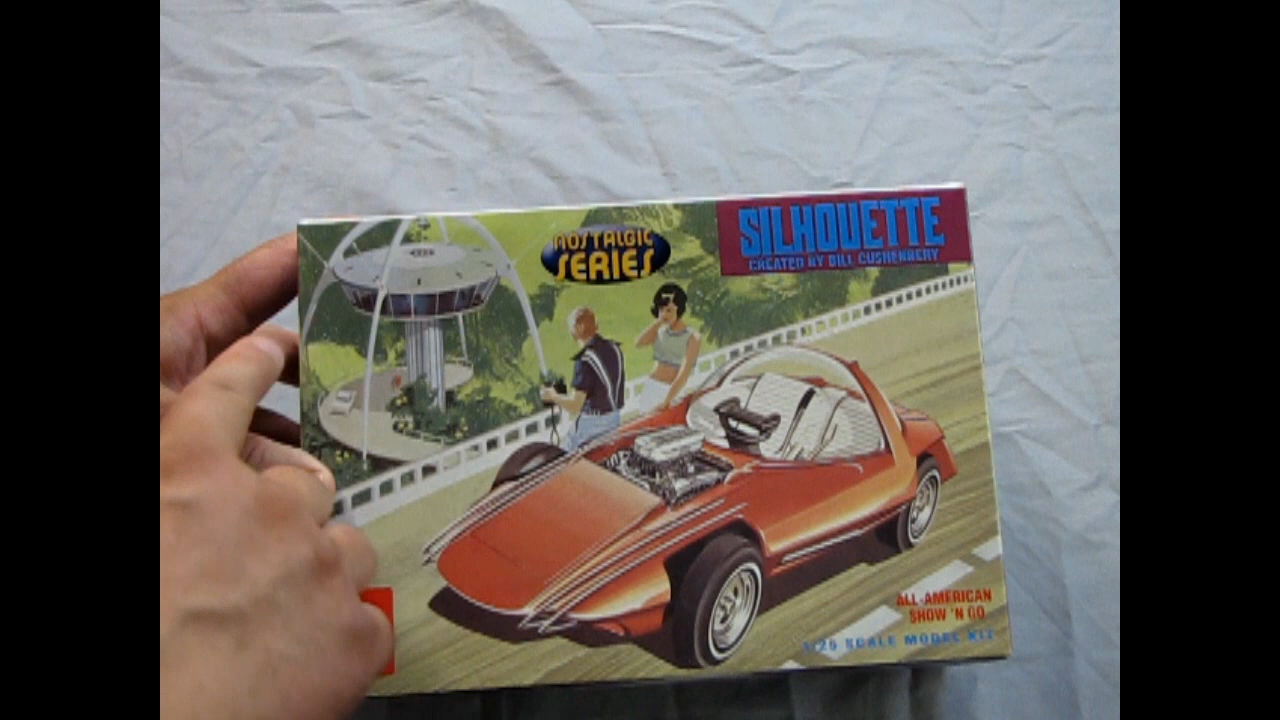 NOSTALGIC
SERIES
SILHOUETTE
CREATED BY BILL CUSHENBERY
ALL-AMERICAN
SHOW 'N GO
1/25 SCALE MODEL KIT